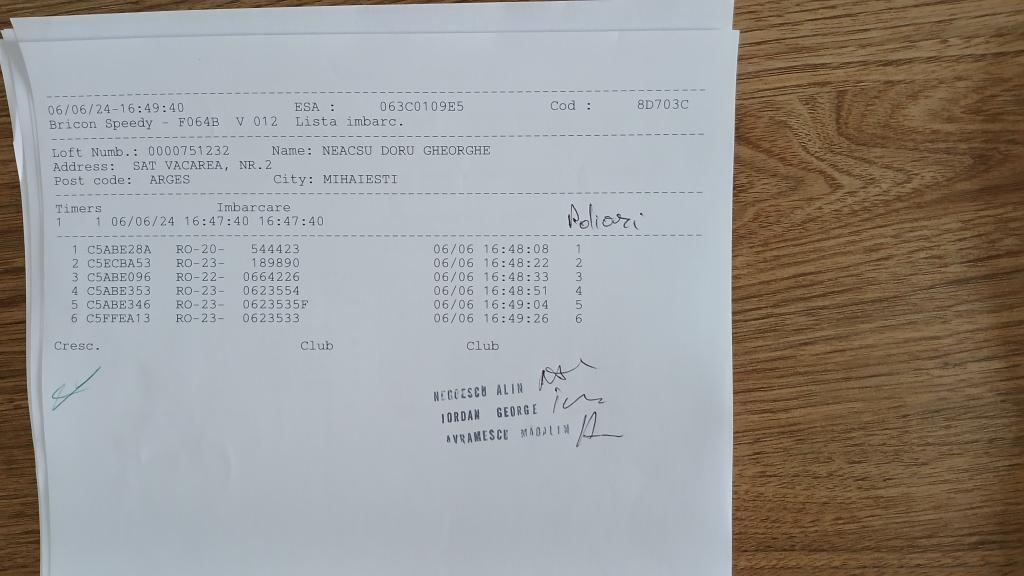 06/06/24-16:49:40 ESA : 063C0109E5 Cod : 8D703C
Bricon Speedy - F064B V 012 Lista imbarc.
Loft Numb.: 0000751232 Name: NEACSU DORU GHEORGHE
Address: SAT VACAREA, NR.2
Post code: ARGES City: MIHAIESTI
Timers Imbarcare
1 1 06/06/24 16:47:40 16:47:40
1 C5ABE28A RO-20- 544423 06/06 16:48:08 1
2 C5ECBA53 RO-23- 189890 06/06 16:48:22 2
3 C5ABE096 RO-22- 0664226 06/06 16:48:33 3
4 C5ABE353 RO-23- 0623554 06/06 16:48:51 4
5 C5ABE346 RO-23- 0623535F 06/06 16:49:04 5
6 C5FFEA13 RO-23- 0623533 06/06 16:49:26 6
Cresc. Club Club
ALIN
IORDAN GEORGE
AVRAMESCU MADALIN